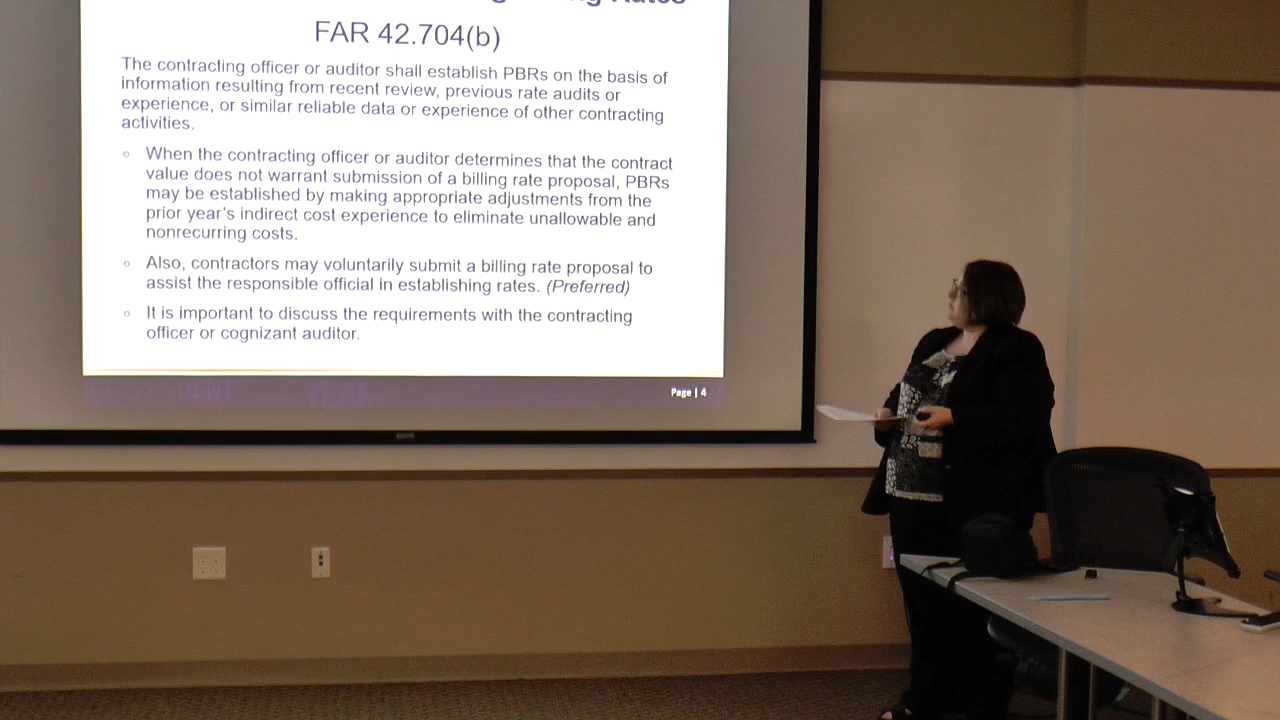 Rates
FAR 42.704(b)
The contracting officer or auditor shall establish PBRs on the basis of
information resulting from recent review, previous rate audits or
experience, or similar reliable data or experience of other contracting
activities.
When the contracting officer or auditor determines that the contract
value does not warrant submission of a billing rate proposal, PBRs
may be established by making appropriate adjustments from the
prior year's indirect cost experience to eliminate unallowable and
nonrecurring costs.
Also, contractors may voluntarily submit a billing rate proposal to
assist the responsible official in establishing rates. (Preferred)
It is important to discuss the requirements with the contracting
officer or cognizant auditor.
Page | 4